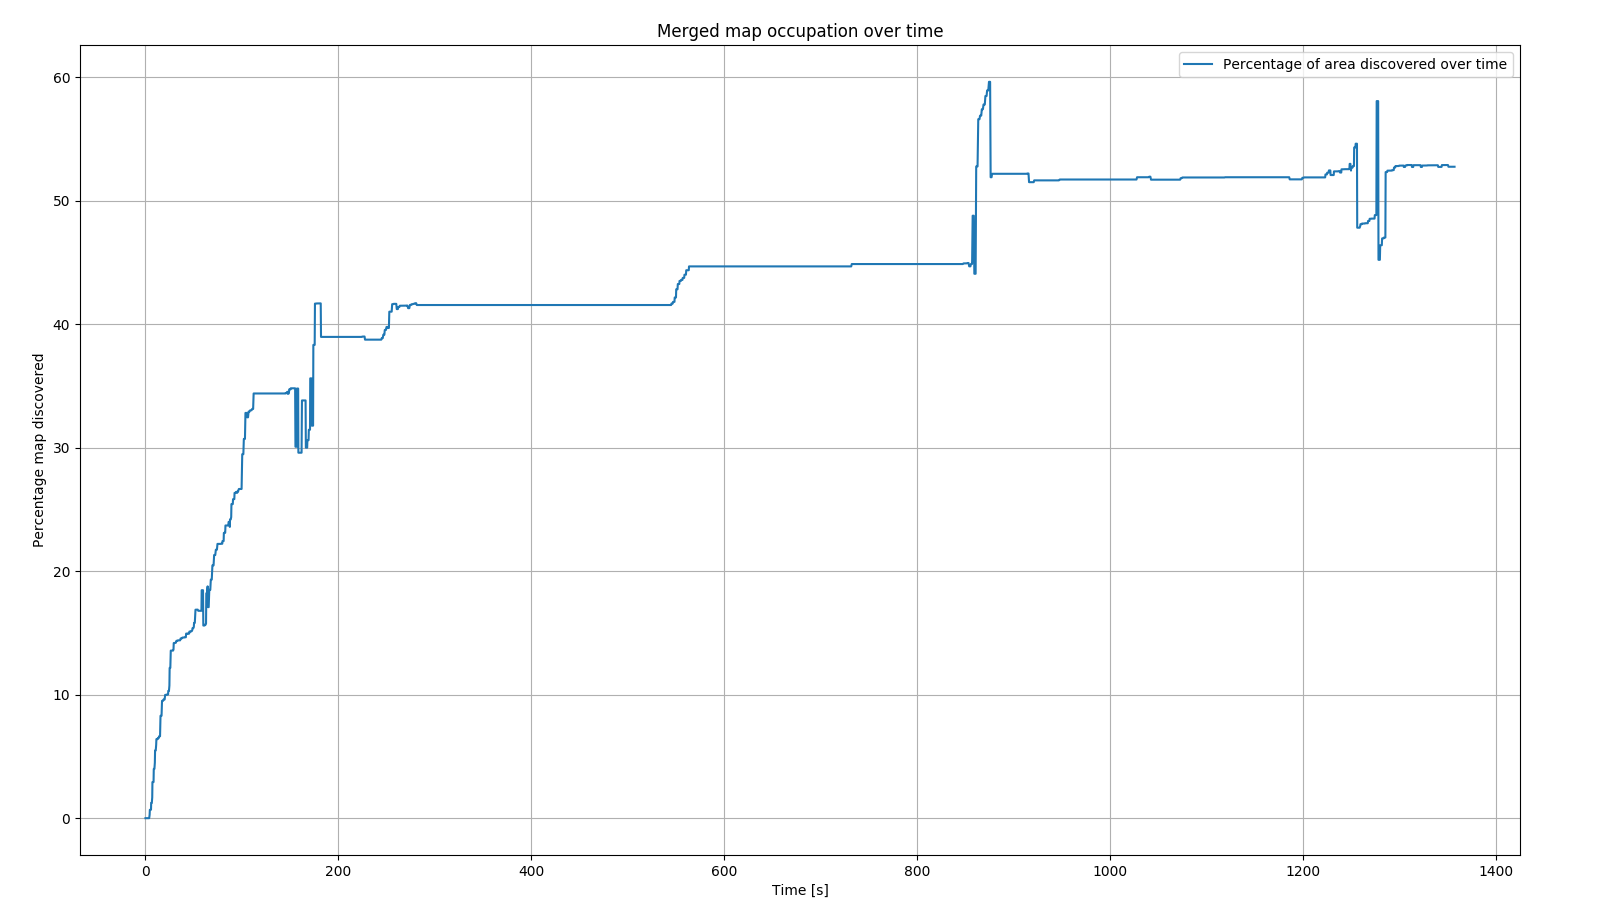 Merged map occupation over time
Percentage of area discovered over time
Percentage map discovered
60
50
40
30
20
10
0
0 200 400 600 800 1000 1200 1400
Time [s]